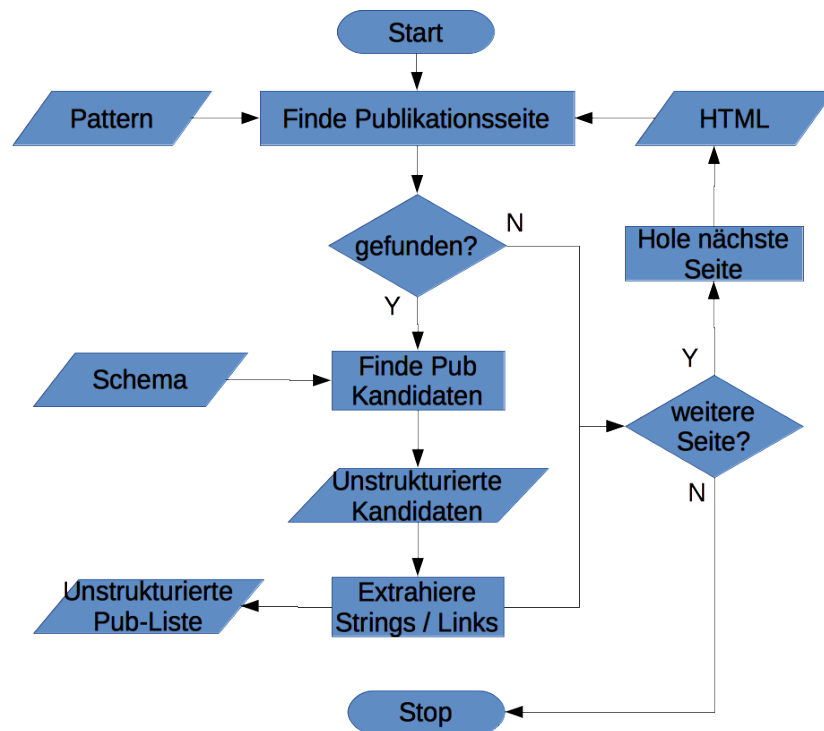 Start
Pattern
Finde Publikationsseite
HTML
N
gefunden?
Hole nächste
Seite
Y
Schema
Finde Pub
Kandidaten
Y
weitere
Seite?
Unstrukturierte
Kandidaten
N
Unstrukturierte
Pub-Liste
Extrahiere
Strings / Links
Stop